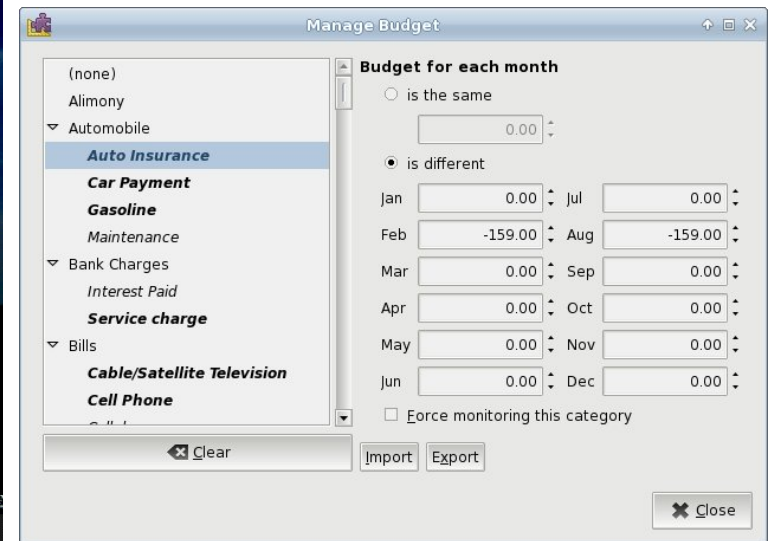 Manage Budget
(none)
Alimony
Automobile
Auto Insurance
Car Payment
Gasoline
Maintenance
Bank Charges
Interest Paid
Service charge
Bills
Cable/Satellite Television
Cell Phone
Clear
Budget for each month
is the same
0.00
is different
Jan 0.00 Jul 0.00
Feb -159.00 Aug -159.00
Mar 0.00 Sep 0.00
Apr 0.00 Oct 0.00
May 0.00 Nov 0.00
Jun 0.00 Dec 0.00
Force monitoring this category
Import Export
Close